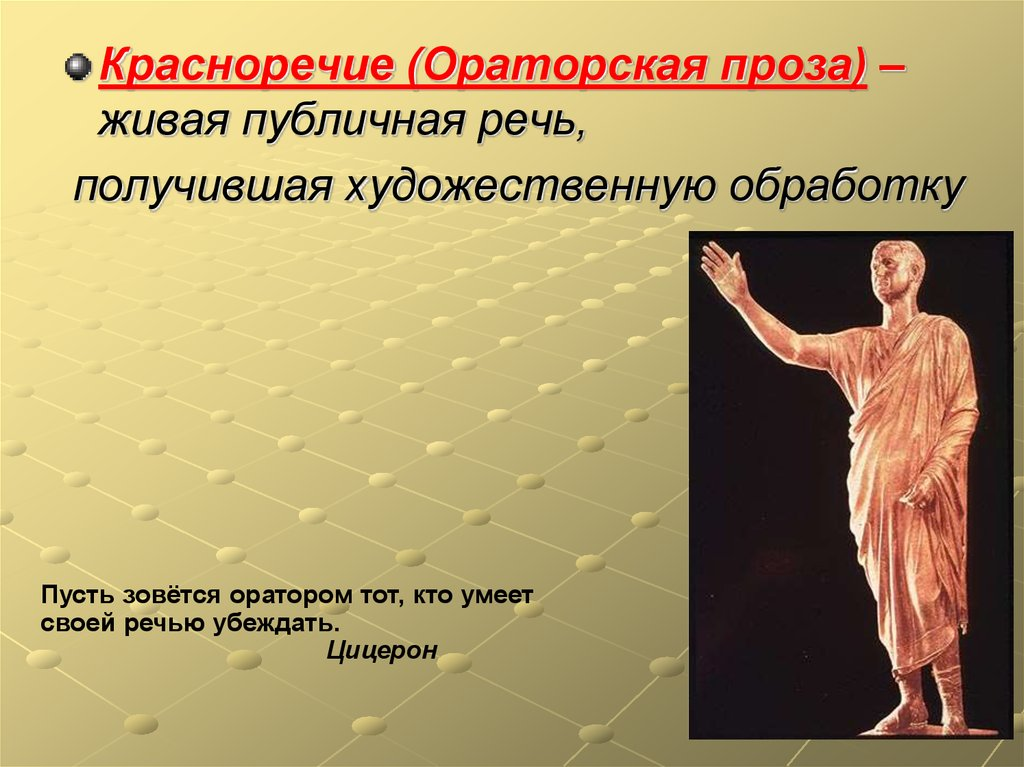 Красноречие (Ораторская проза) –
живая публичная речь,
получившая художественную обработку
Пусть зовётся оратором тот, кто умеет
своей речью убеждать.
Цицерон